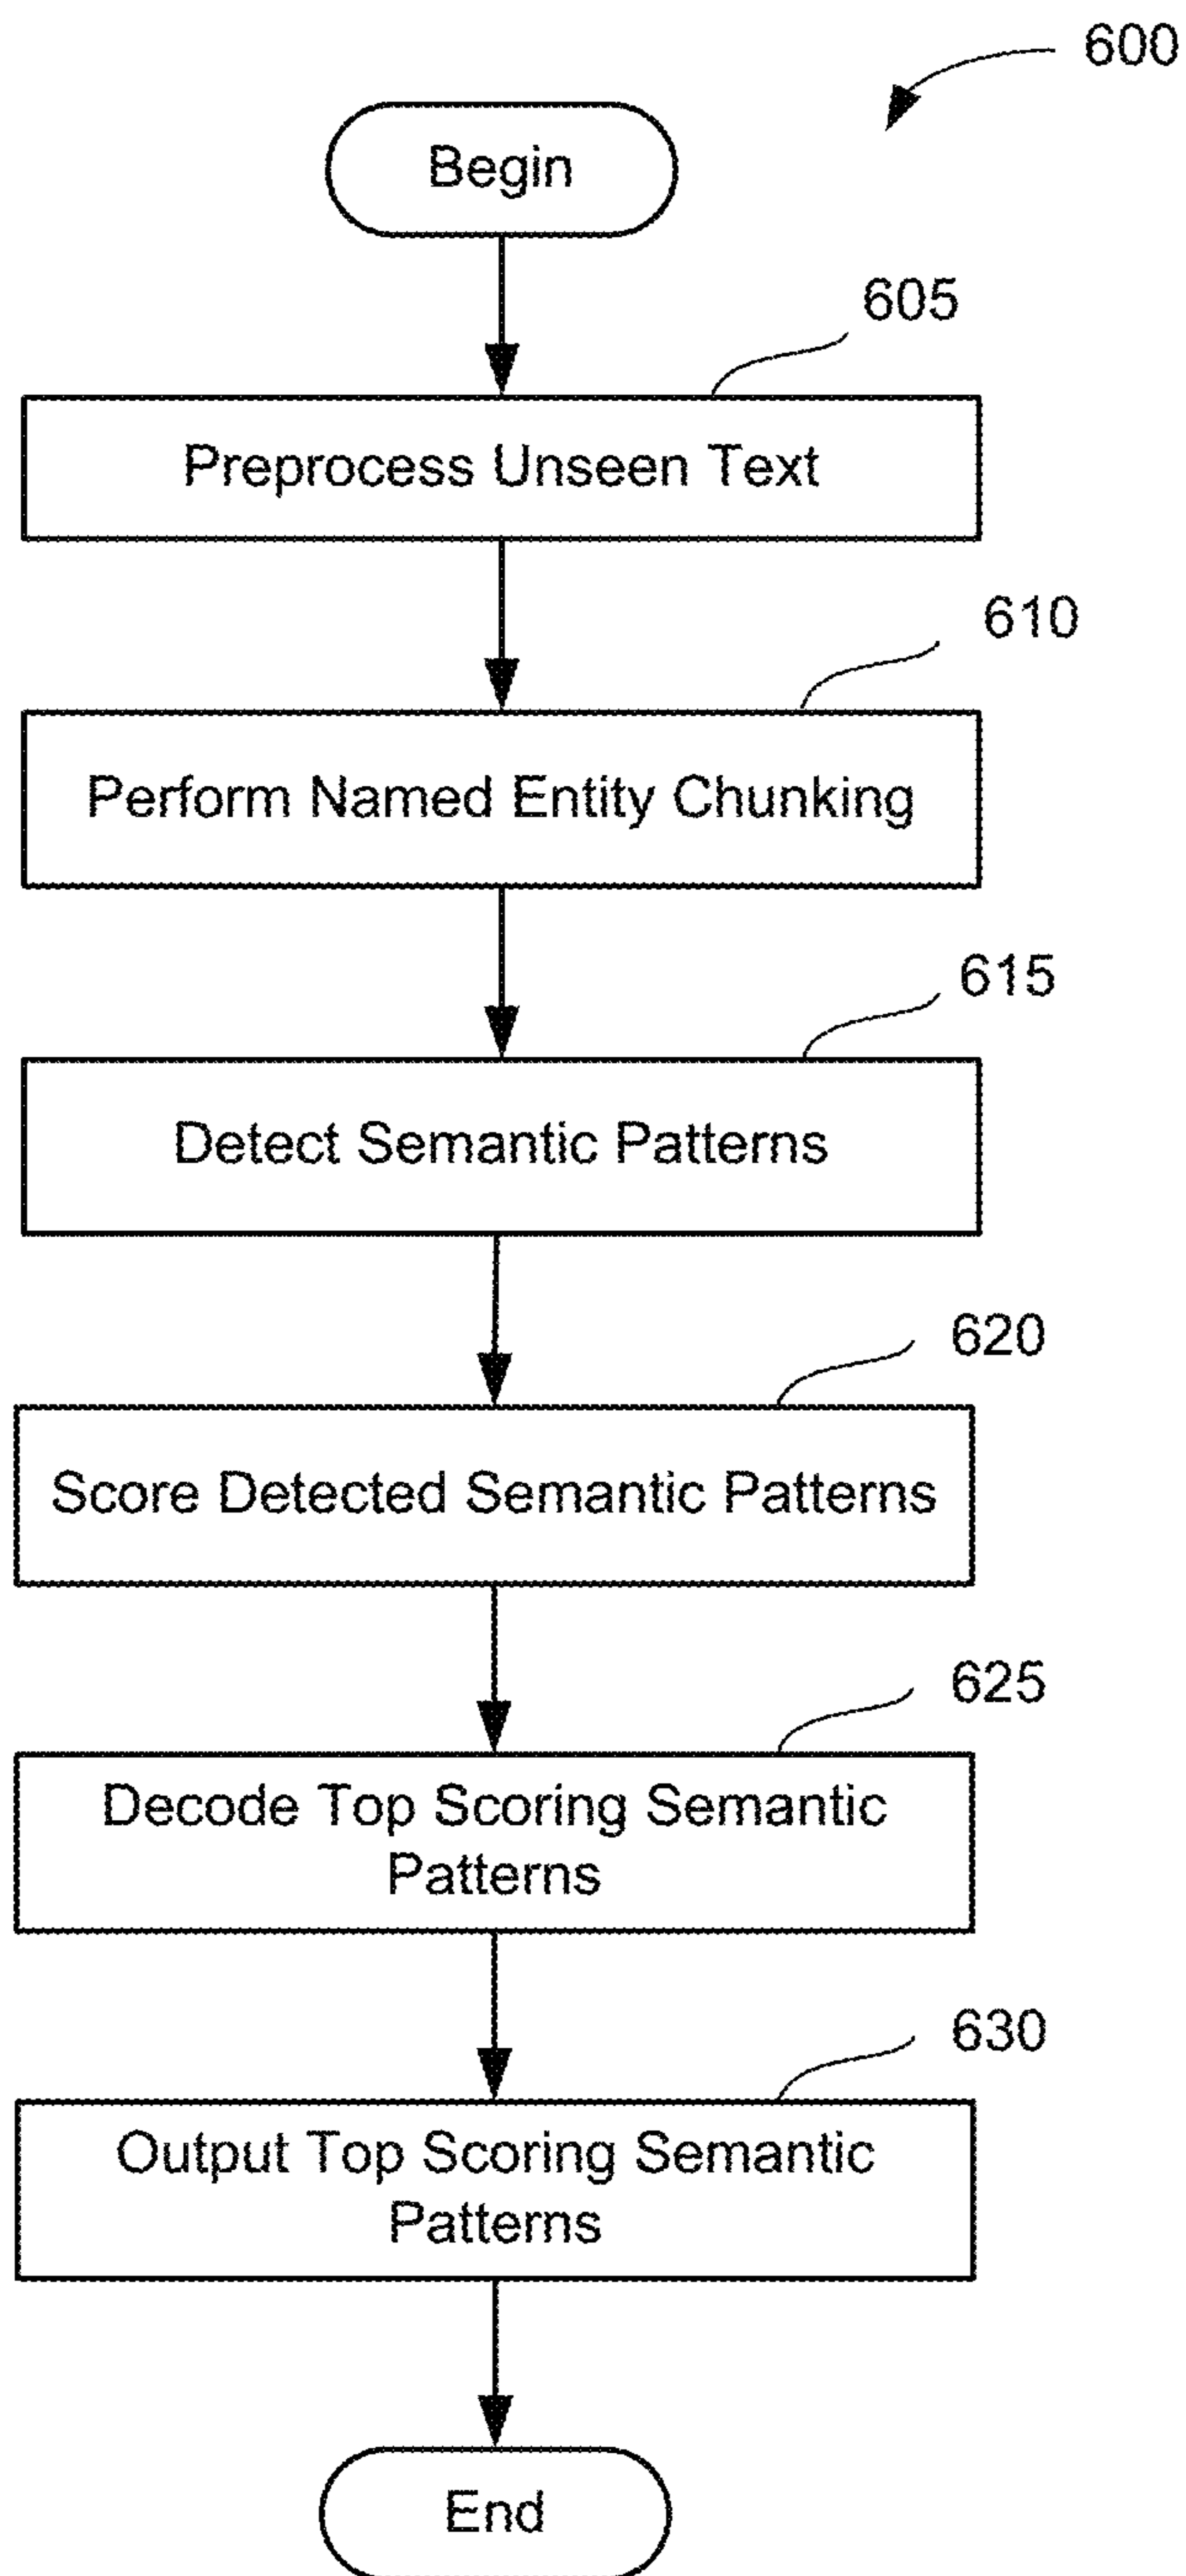 600
Begin
605
Preprocess Unseen Text
610
Perform Named Entity Chunking
615
Detect Semantic Patterns
620
Score Detected Semantic Patterns
625
Decode Top Scoring Semantic
Patterns
630
Output Top Scoring Semantic
Patterns
End